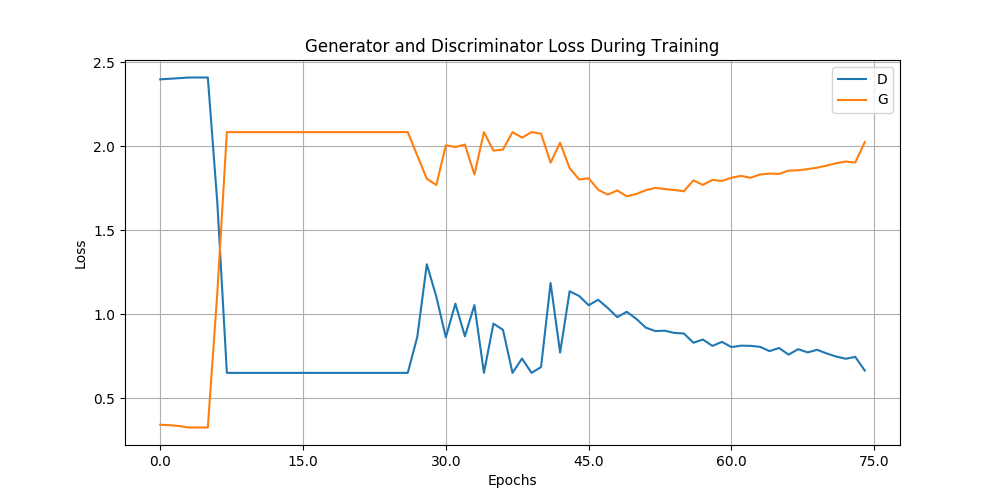 Generator and Discriminator Loss During Training
D
G
2.5
2.0
1.5
1.0
0.5
Loss
0.0 15.0 30.0 45.0 60.0 75.0
Epochs